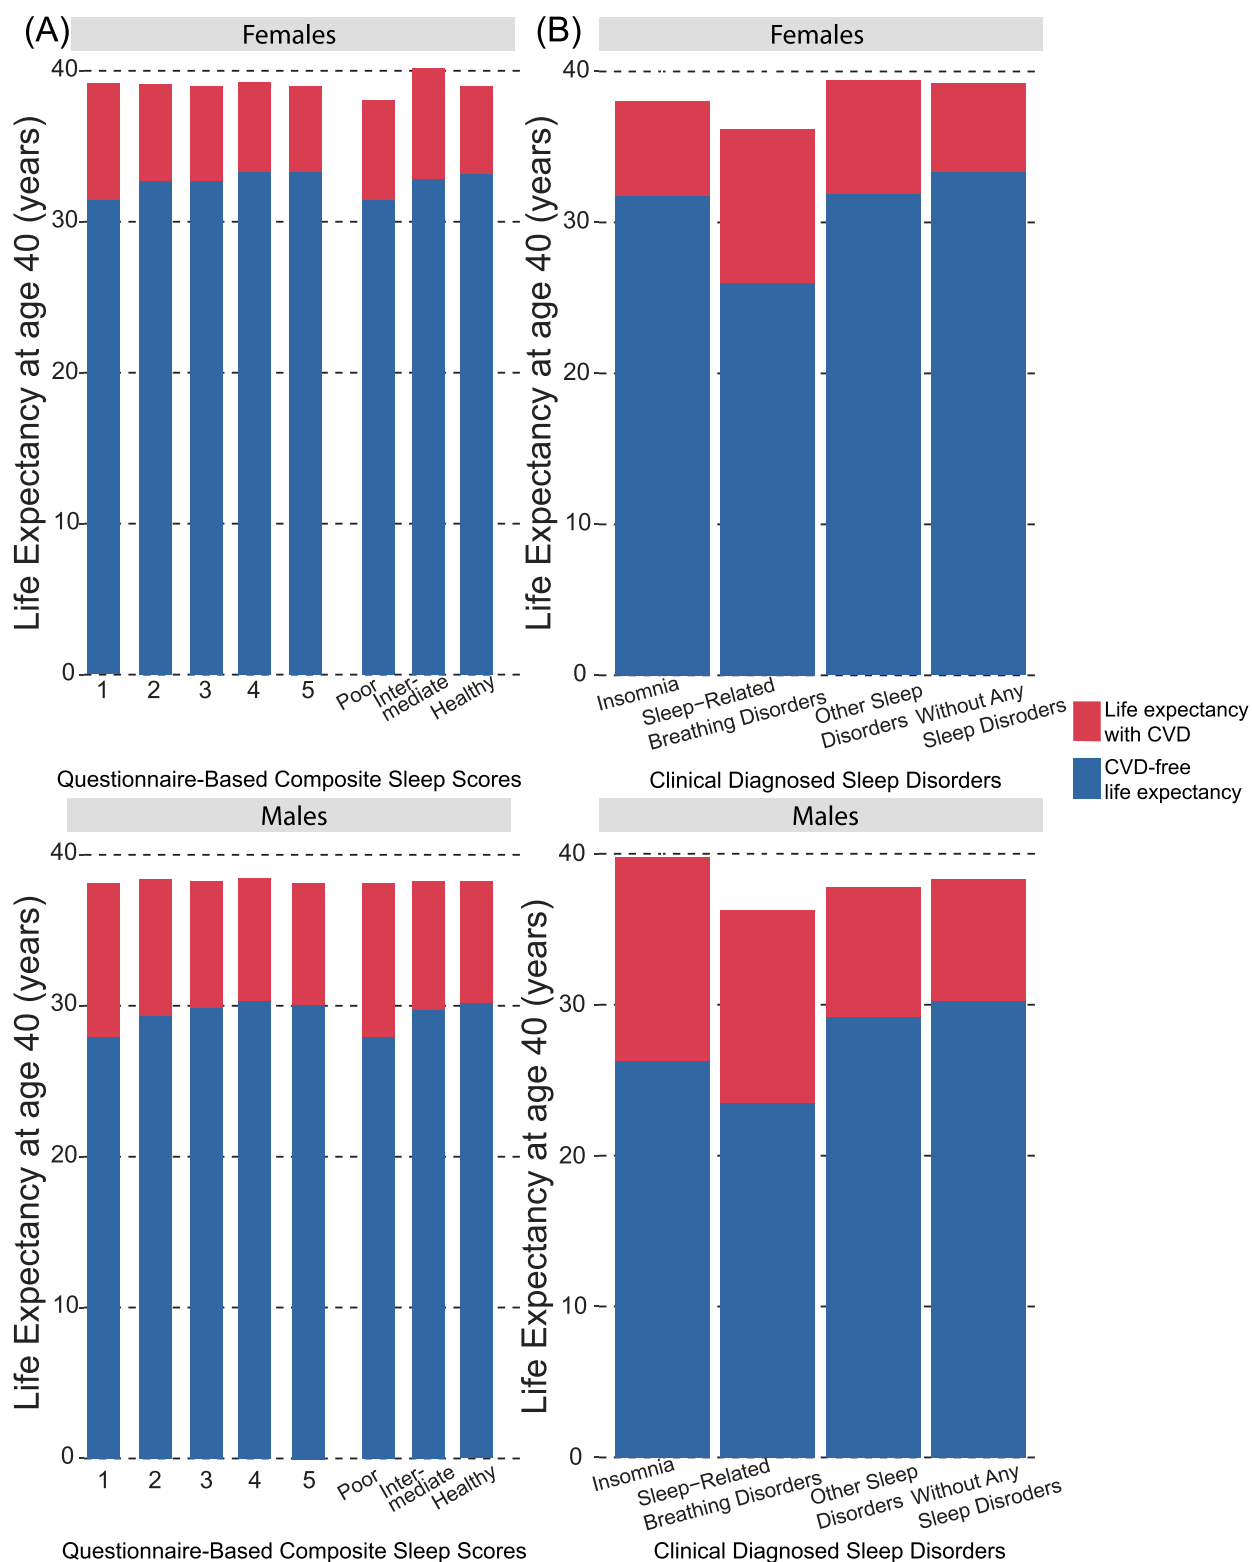 (A)
Females
Life Expectancy at age 40 (years)
40
30
20
10
0
1 2 3 4 5 Poor Inter-
mediate Healthy
Questionnaire-Based Composite Sleep Scores
(B)
Females
Life Expectancy at age 40 (years)
40
30
20
10
0
Insomnia
Sleep−Related
Breathing Disorders
Other Sleep
Disorders
Without Any
Sleep Disroders
Clinical Diagnosed Sleep Disorders
Life expectancy
with CVD
CVD-free
life expectancy
Males
Life Expectancy at age 40 (years)
40
30
20
10
0
1 2 3 4 5 Poor Inter-
mediate Healthy
Questionnaire-Based Composite Sleep Scores
Males
Life Expectancy at age 40 (years)
40
30
20
10
0
Insomnia
Sleep−Related
Breathing Disorders
Other Sleep
Disorders
Without Any
Sleep Disroders
Clinical Diagnosed Sleep Disorders